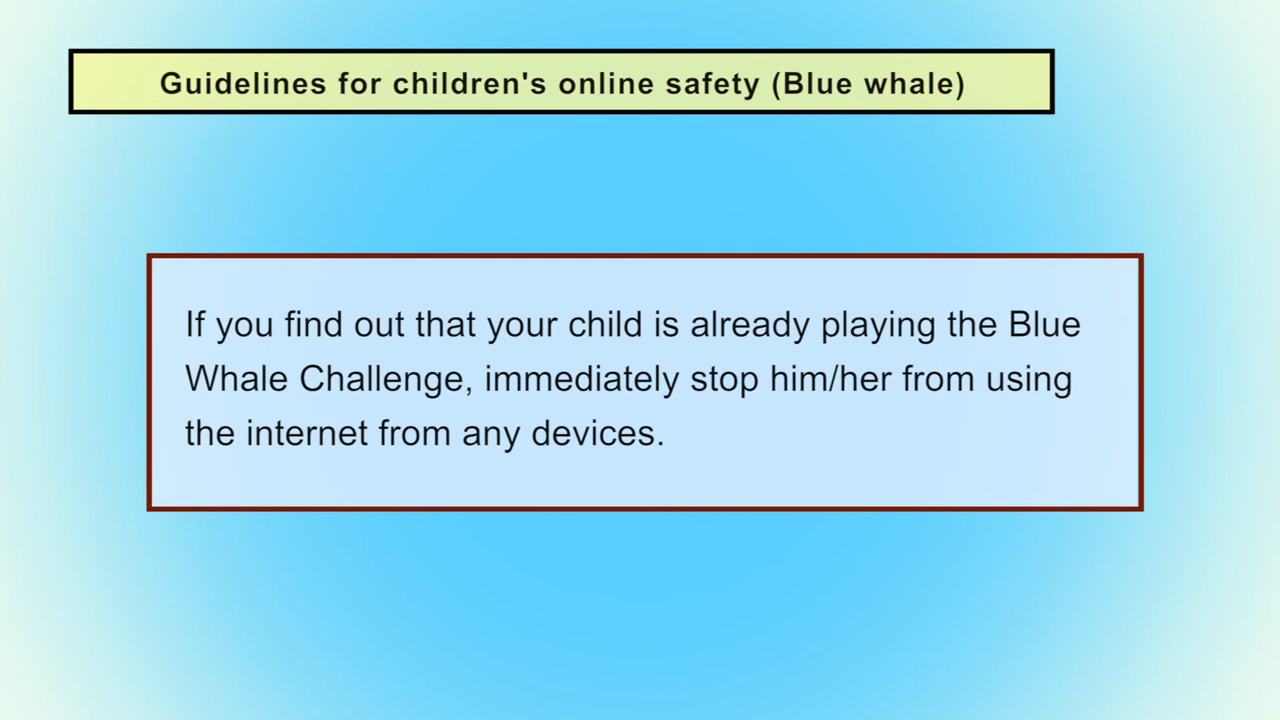 Guidelines for children's online safety (Blue whale)
If you find out that your child is already playing the Blue
Whale Challenge, immediately stop him/her from using
the internet from any devices.